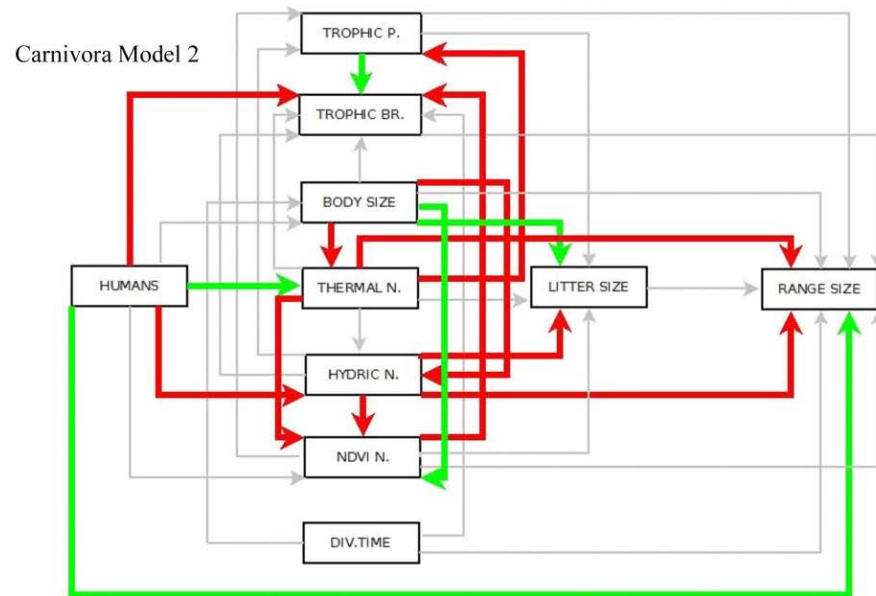 TROPHIC P.
Carnivora Model 2
TROPHIC BR.
BODY SIZE
HUMANS
THERMAL N.
LITTER SIZE
RANGE SIZE
HYDRIC N.
NDVI N.
DIV.TIME